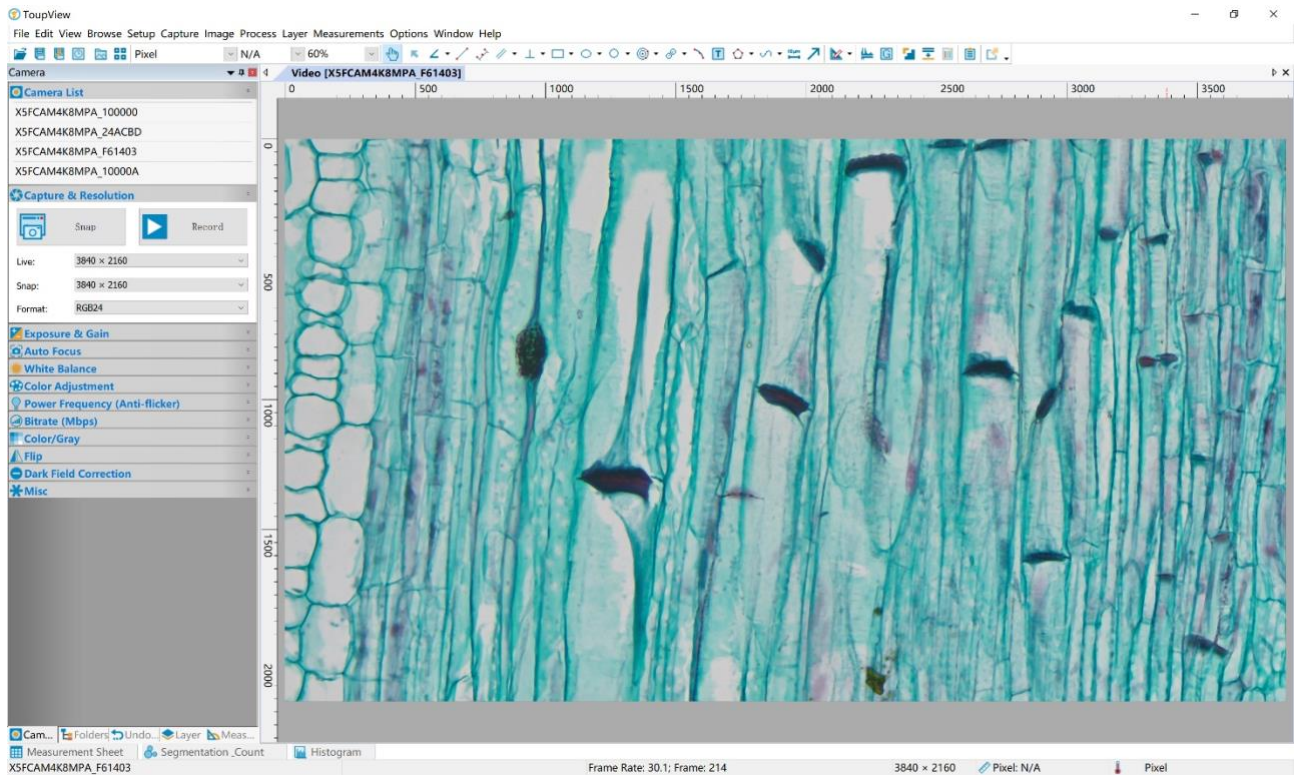 ToupView
File Edit View Browse Setup Capture Image Process Layer Measurements Options Window Help
Pixel N/A 60%
Camera
Video [X5FCAM4K8MPA_F61403]
Camera List
0 500 1000 1500 2000 2500 3000 3500
X5FCAM4K8MPA_100000
X5FCAM4K8MPA_24ACBD
X5FCAM4K8MPA_F61403
X5FCAM4K8MPA_10000A
Capture & Resolution
Snap Record
Live: 3840 × 2160
Snap: 3840 × 2160
Format: RGB24
Exposure & Gain
Auto Focus
White Balance
Color Adjustment
Power Frequency (Anti-flicker)
Bitrate (Mbps)
Color/Gray
Flip
Dark Field Correction
Misc
0
500
1000
1500
2000
Cam... Folders Undo... Layer Meas...
Measurement Sheet Segmentation_Count Histogram
X5FCAM4K8MPA_F61403 Frame Rate: 30.1; Frame: 214 3840 × 2160 Pixel: N/A Pixel